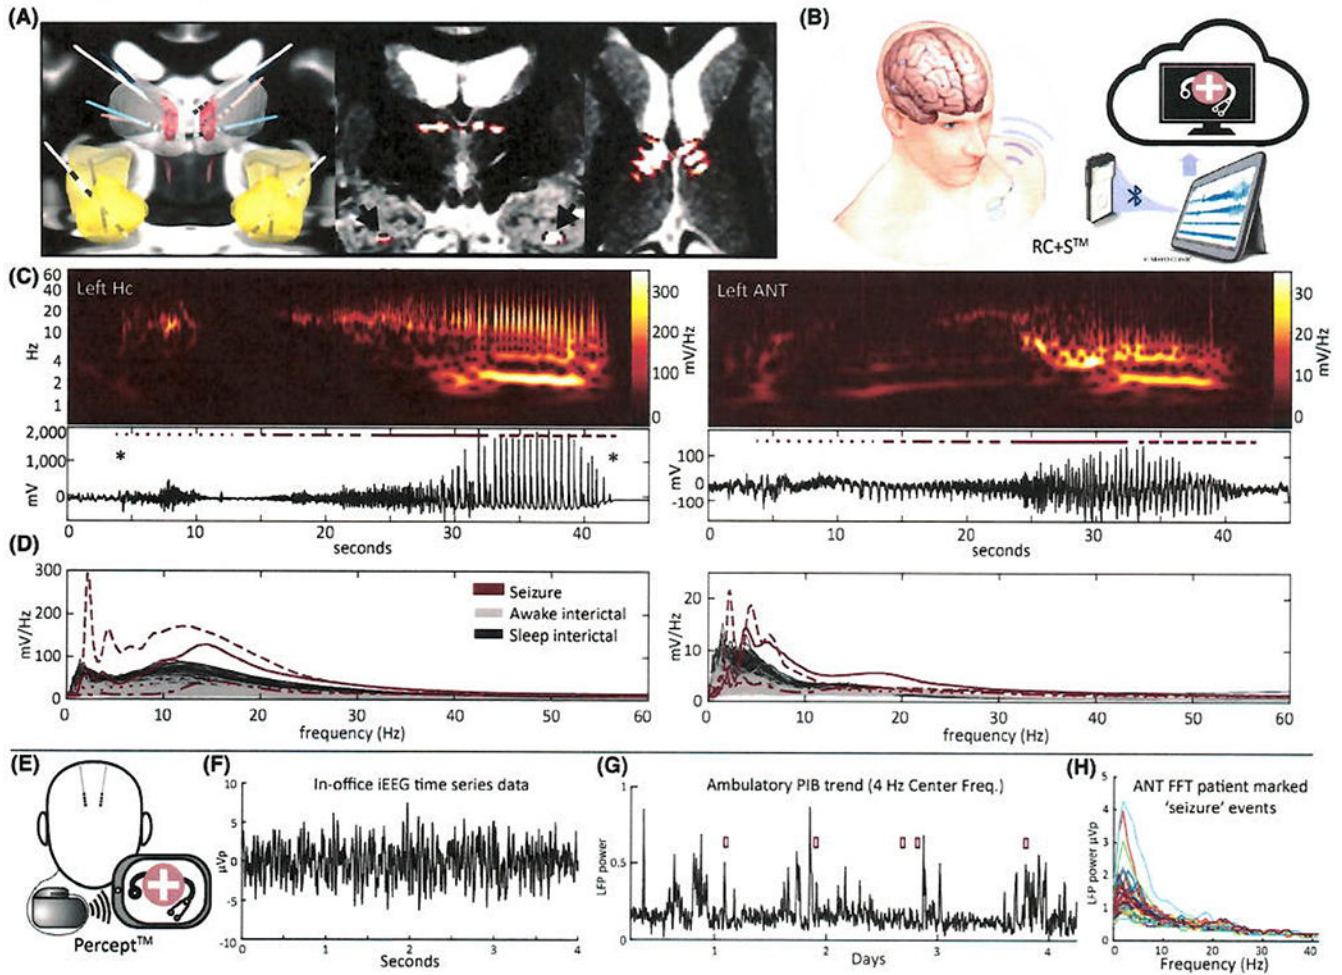 (A)
(B)
RC+S™
(C)
Left Hc
60
40
20
10
4
2
1
Hz
300
200
100
0
mV/Hz
Left ANT
30
20
10
0
mV/Hz
2,000
1,000
0
mV
*
*
0
10
20
30
40
seconds
100
0
-100
mV
0
10
20
30
40
seconds
(D)
300
200
100
0
mV/Hz
Seizure
Awake interictal
Sleep interictal
0
10
20
30
40
50
60
frequency (Hz)
20
10
0
mV/Hz
0
10
20
30
40
50
60
frequency (Hz)
(E)
Percept™
(F)
In-office iEEG time series data
10
5
0
-5
-10
µVp
0
1
2
3
4
Seconds
(G)
Ambulatory PIB trend (4 Hz Center Freq.)
1
0.5
0
LFP power
1
2
3
4
Days
(H)
ANT FFT patient marked
'seizure' events
5
4
3
2
1
0
LFP power µVp
0
10
20
30
40
Frequency (Hz)